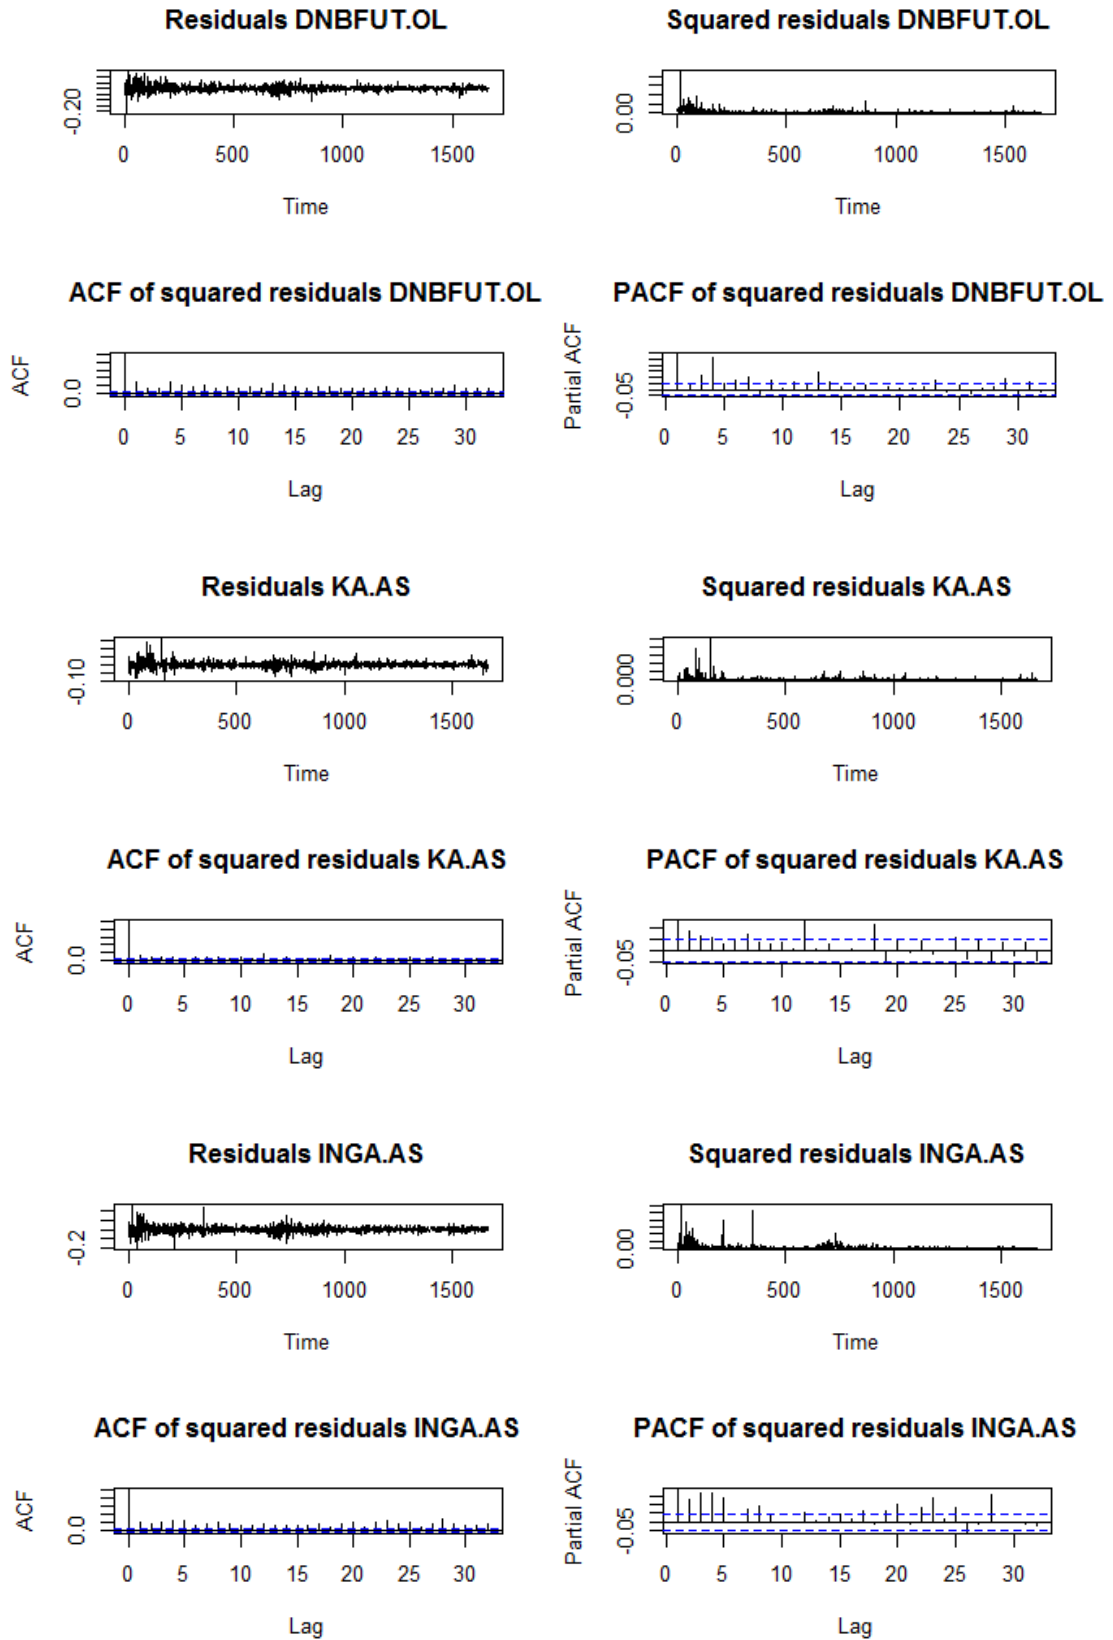 Residuals DNBFUT.OL
-0.20
0 500 1000 1500
Time
Squared residuals DNBFUT.OL
0.00
0 500 1000 1500
Time
ACF of squared residuals DNBFUT.OL
ACF
0.0
0 5 10 15 20 25 30
Lag
PACF of squared residuals DNBFUT.OL
Partial ACF
-0.05
0 5 10 15 20 25 30
Lag
Residuals KA.AS
-0.10
0 500 1000 1500
Time
Squared residuals KA.AS
0.000
0 500 1000 1500
Time
ACF of squared residuals KA.AS
ACF
0.0
0 5 10 15 20 25 30
Lag
PACF of squared residuals KA.AS
Partial ACF
-0.05
0 5 10 15 20 25 30
Lag
Residuals INGA.AS
-0.2
0 500 1000 1500
Time
Squared residuals INGA.AS
0.00
0 500 1000 1500
Time
ACF of squared residuals INGA.AS
ACF
0.0
0 5 10 15 20 25 30
Lag
PACF of squared residuals INGA.AS
Partial ACF
-0.05
0 5 10 15 20 25 30
Lag